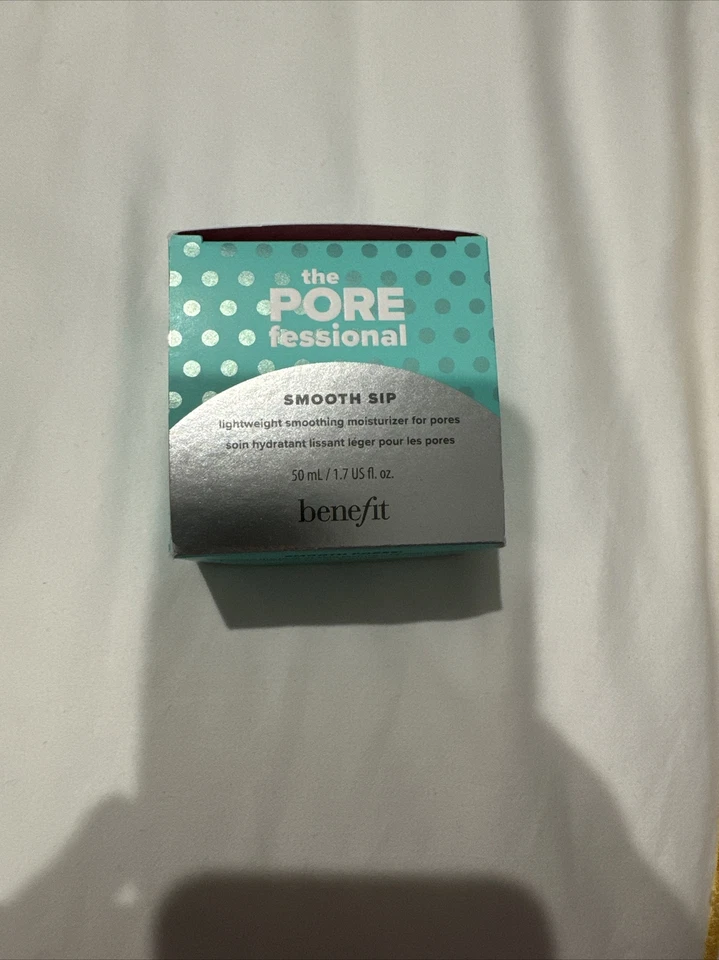 the
PORE
fessional
SMOOTH SIP
lightweight smoothing moisturizer for pores
soin hydratant lissant léger pour les pores
50 mL / 1.7 US fl. oz.
benefit